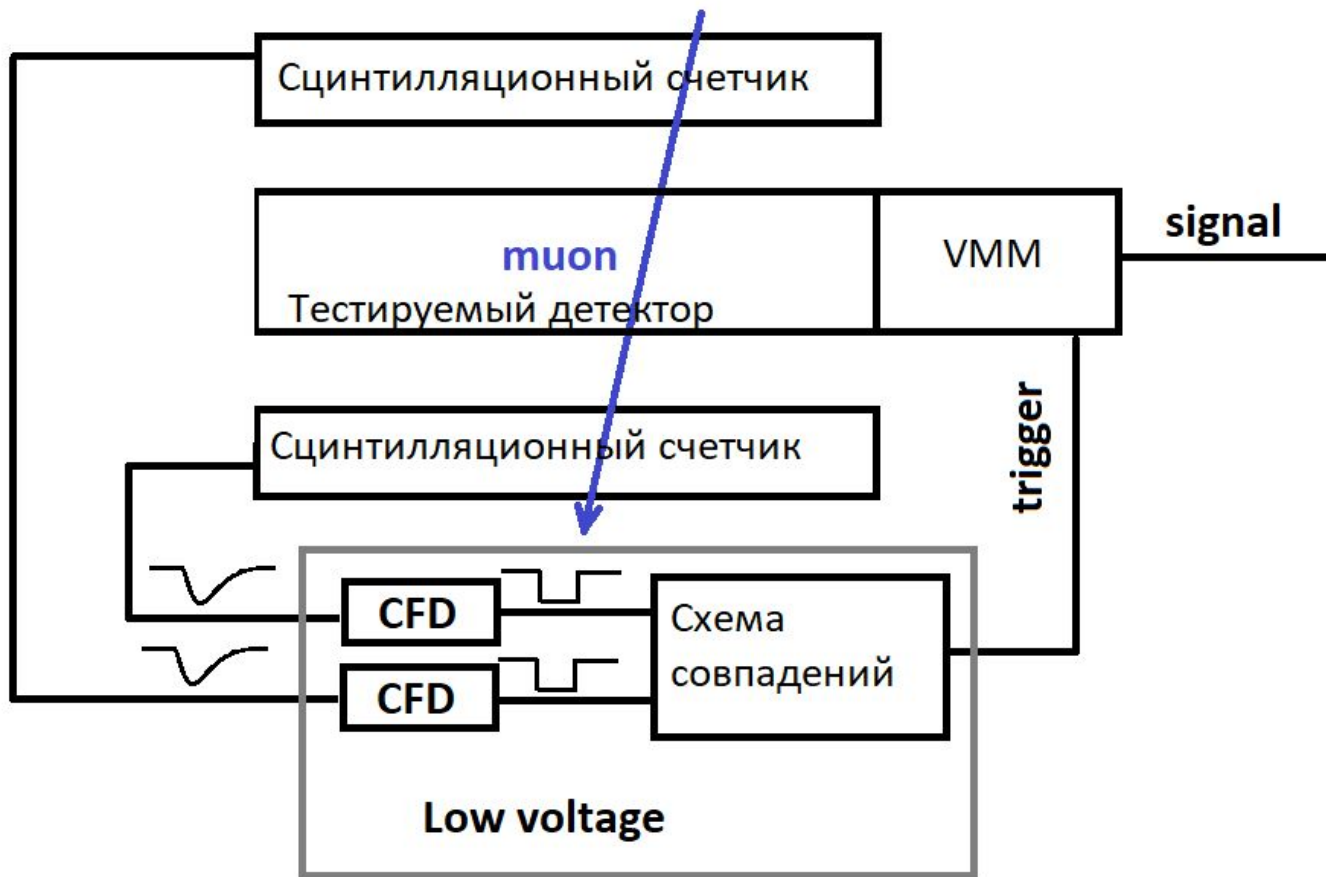 Сцинтилляционный счетчик
muon
Тестируемый детектор
VMM
signal
Сцинтилляционный счетчик
trigger
CFD
CFD
Схема
совпадений
Low voltage